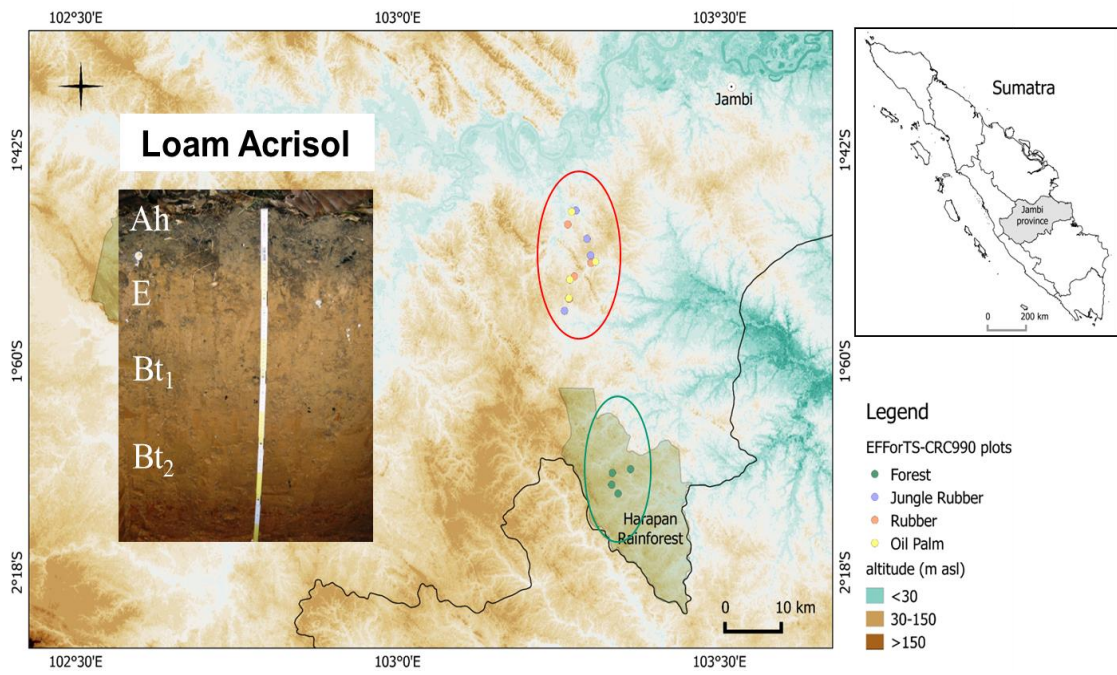 102°30'E
103°0'E
103°30'E
1°42'S
1°60'S
2°18'S
Loam Acrisol
Ah
E
Bt1
Bt2
Jambi
Harapan
Rainforest
0 10 km
1°42'S
1°60'S
2°18'S
102°30'E
103°0'E
103°30'E
Sumatra
Jambi
province
0 200 km
Legend
EFForTS-CRC990 plots
Forest
Jungle Rubber
Rubber
Oil Palm
altitude (m asl)
<30
30-150
>150